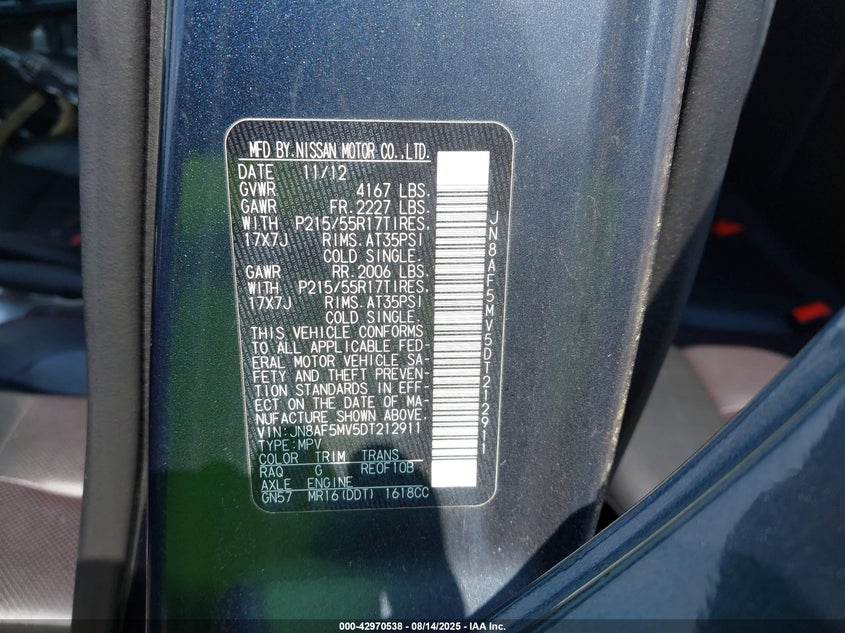 MFD BY.NISSAN MOTOR CO.,LTD.
DATE 11/12
GVWR 4167 LBS.
GAWR FR.2227 LBS.
WITH P215/55R17TIRES.
17X7J RIMS.AT35PSI
COLD SINGLE.
GAWR RR.2006 LBS.
WITH P215/55R17TIRES.
17X7J RIMS.AT35PSI
COLD SINGLE.
THIS VEHICLE CONFORMS
TO ALL APPLICABLE FED-
ERAL MOTOR VEHICLE SA-
FETY AND THEFT PREVEN-
TION STANDARDS IN EFF-
ECT ON THE DATE OF MA-
NUFACTURE SHOWN ABOVE.
VIN:JN8AF5MV5DT212911
TYPE:MPV
COLOR TRIM TRANS
RAQ G RE0F10B
AXLE ENGINE
GN57 MR16(DDT) 1618CC
JN8AF5MV5DT212911
000-42970538 - 08/14/2025 - IAA Inc.